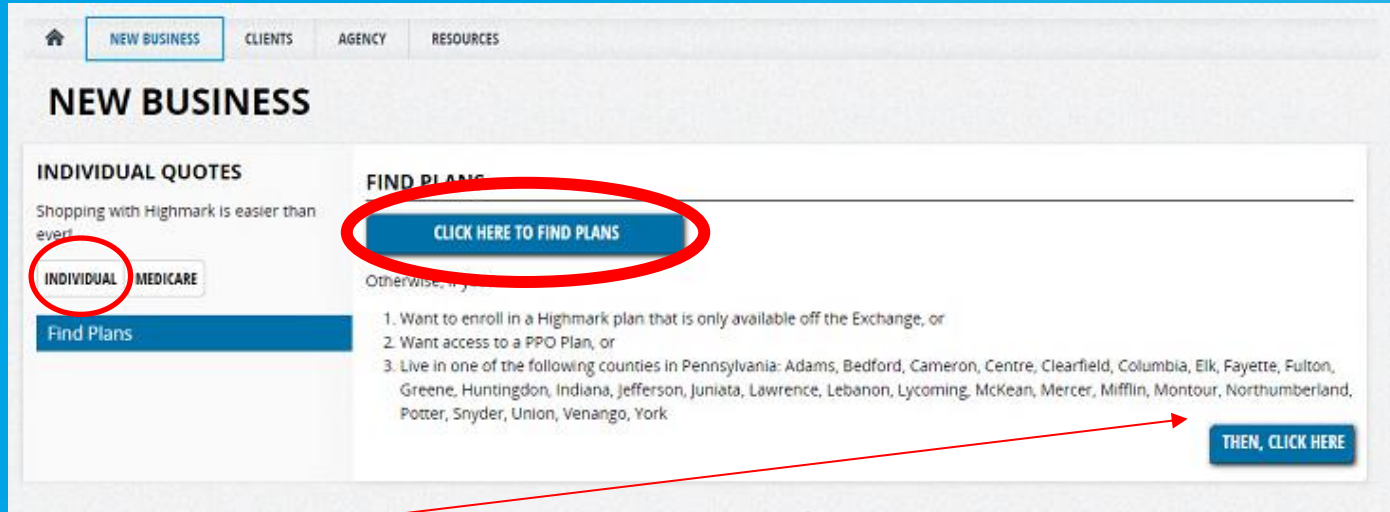 NEW BUSINESS CLIENTS AGENCY RESOURCES
NEW BUSINESS
INDIVIDUAL QUOTES
Shopping with Highmark is easier than
ever!
INDIVIDUAL MEDICARE
Find Plans
FIND PLANS
CLICK HERE TO FIND PLANS
Otherwise, if
1. Want to enroll in a Highmark plan that is only available off the Exchange, or
2. Want access to a PPO Plan, or
3. Live in one of the following counties in Pennsylvania: Adams, Bedford, Cameron, Centre, Clearfield, Columbia, Elk, Fayette, Fulton,
Greene, Huntingdon, Indiana, Jefferson, Juniata, Lawrence, Lebanon, Lycoming, McKean, Mercer, Mifflin, Montour, Northumberland,
Potter, Snyder, Union, Venango, York
THEN, CLICK HERE